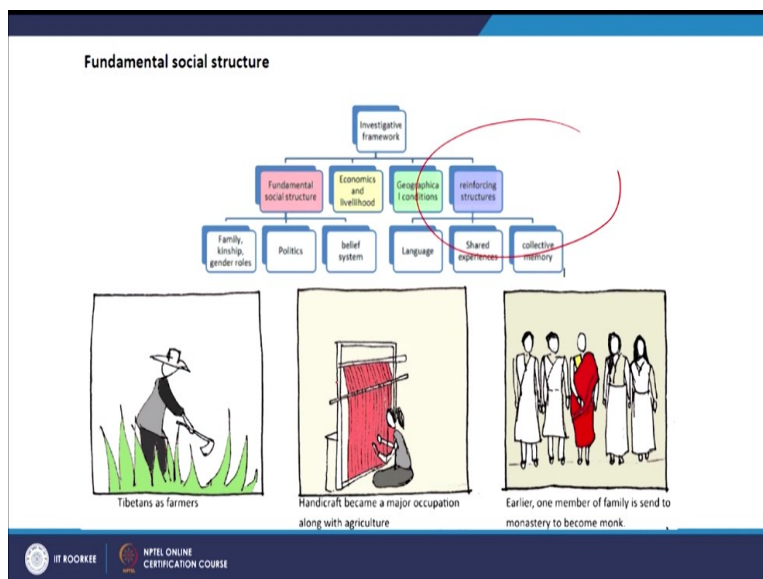 Fundamental social structure
Investigative
framework
Fundamental
social structure
Economics
and
livelihood
Geographica
l conditions
reinforcing
structures
Family,
kinship,
gender roles
Politics
belief
system
Language
Shared
experiences
collective
memory
Tibetans as farmers
Handicraft became a major occupation
along with agriculture
Earlier, one member of family is send to
monastery to become monk.
IIT ROORKEE
NPTEL ONLINE
CERTIFICATION COURSE